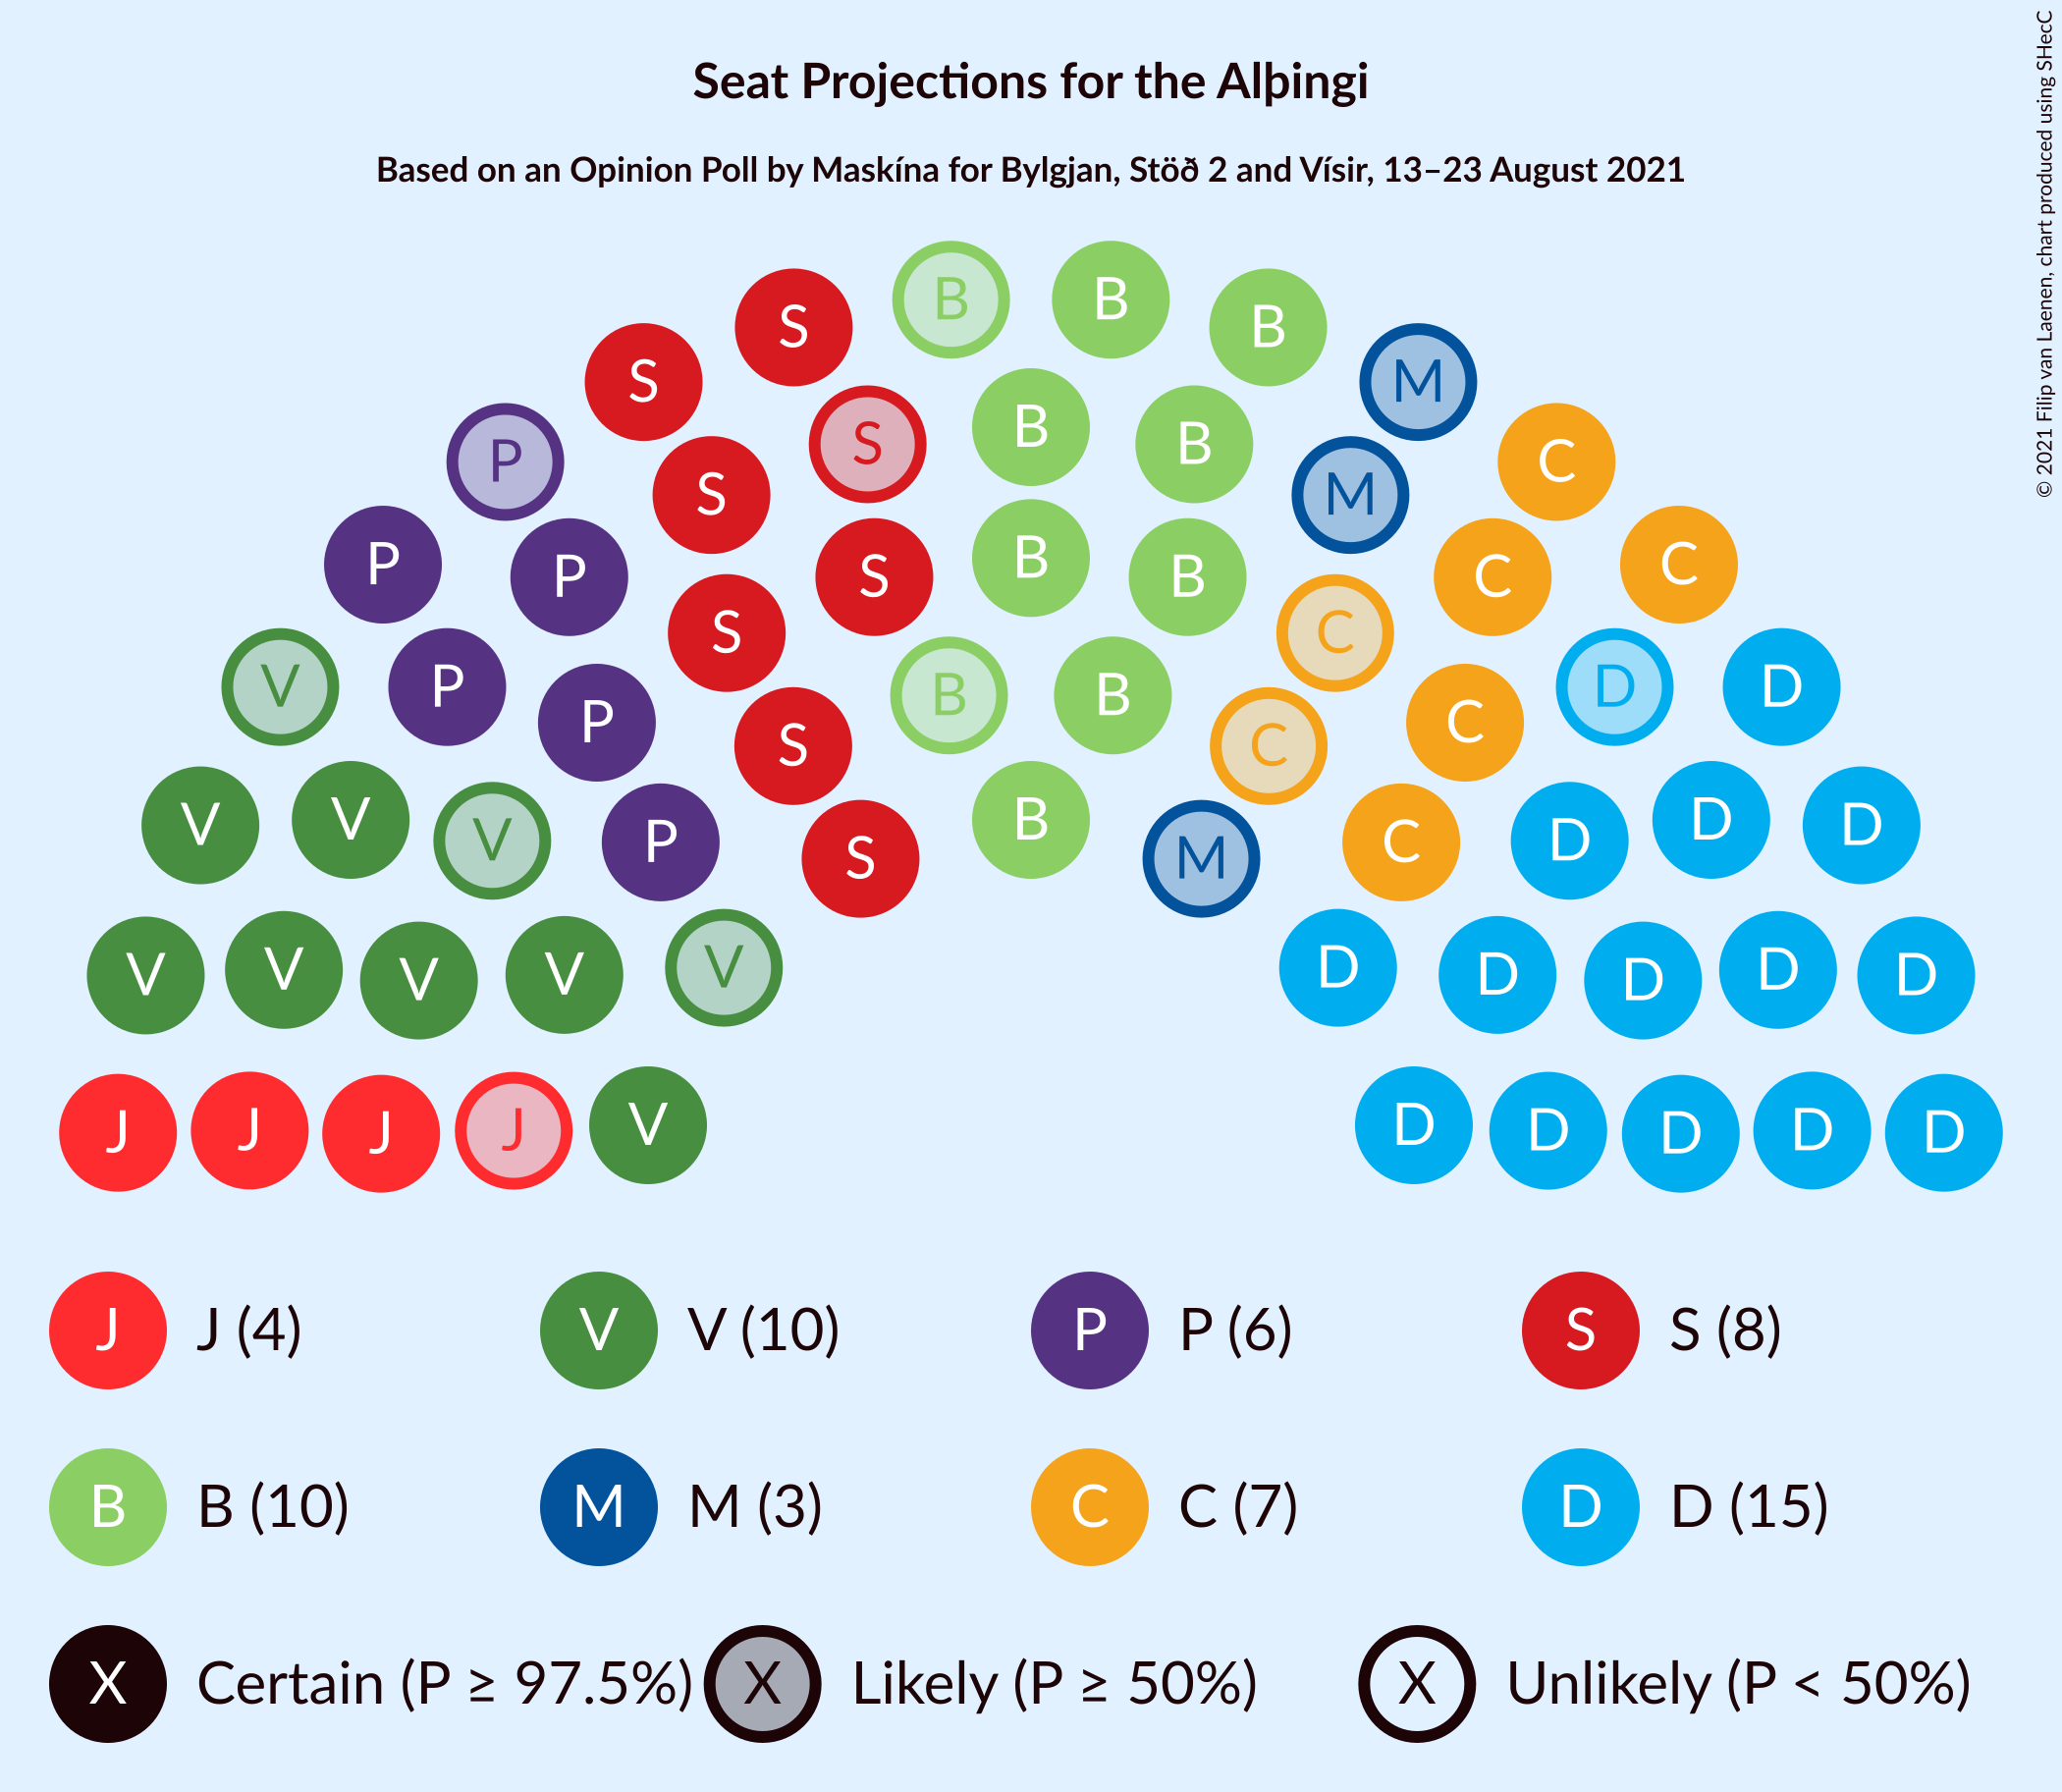 Seat Projections for the Alþingi
Based on an Opinion Poll by Maskína for Bylgjan, Stöð 2 and Vísir, 13–23 August 2021
© 2021 Filip van Laenen, chart produced using SHecC
B B
S B
S M
S B
B
P C
S M
P C
B
P S B C
S C
V P D D
B B
P C
S C
V V D D
B
V P C D
S M
V V D D
V V D D
V V D D
V D
J J D D
J J D D
V D
J J (4) V V (10) P P (6) S S (8)
B B (10) M M (3) C C (7) D D (15)
X Certain (P ≥ 97.5%) X Likely (P ≥ 50%) X Unlikely (P < 50%)